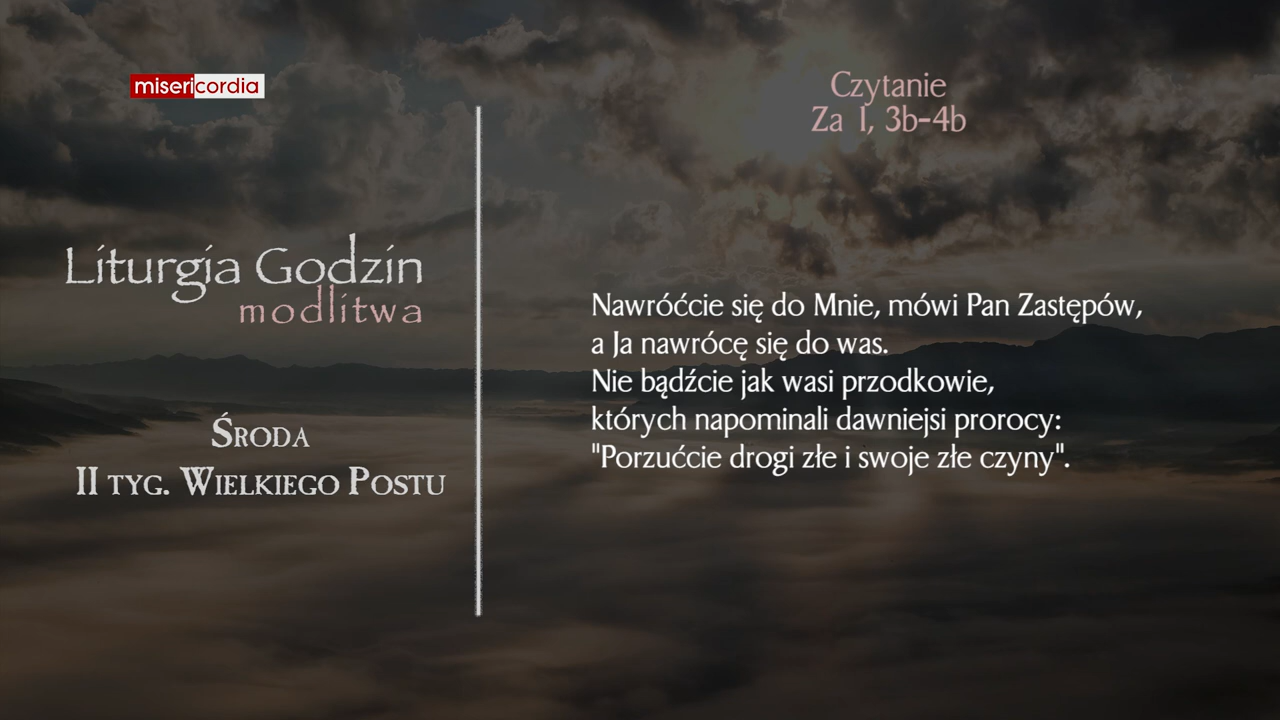 misericordia
Liturgia Godzin
modlitwa
Środa
II tyg. Wielkiego Postu
Czytanie
Za 1, 3b-4b
Nawróćcie się do Mnie, mówi Pan Zastępów,
a Ja nawrócę się do was.
Nie bądźcie jak wasi przodkowie,
których napominali dawniejsi prorocy:
"Porzućcie drogi złe i swoje złe czyny".